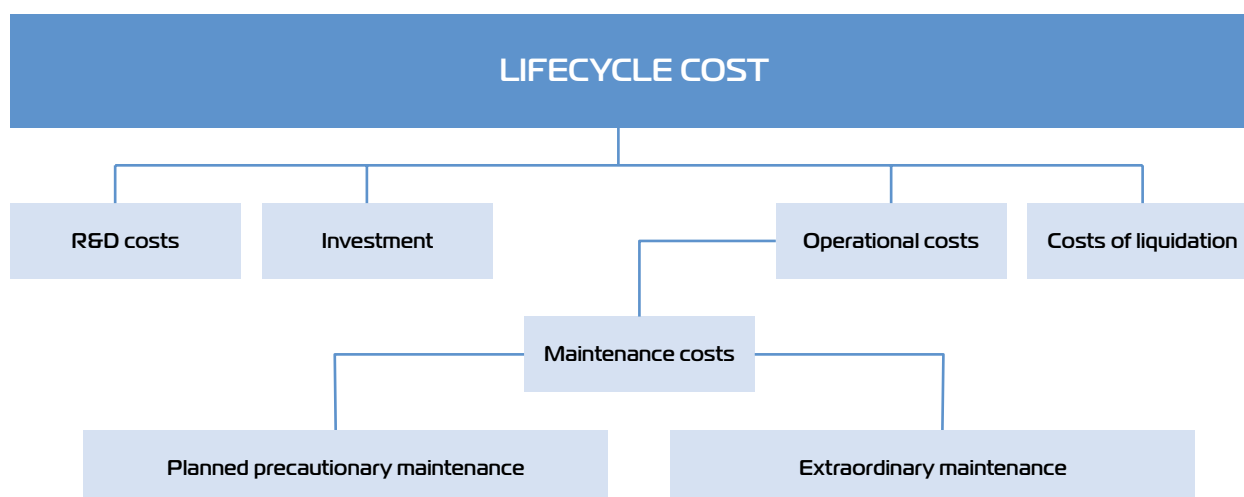 LIFECYCLE COST
R&D costs
Investment
Operational costs
Costs of liquidation
Maintenance costs
Planned precautionary maintenance
Extraordinary maintenance